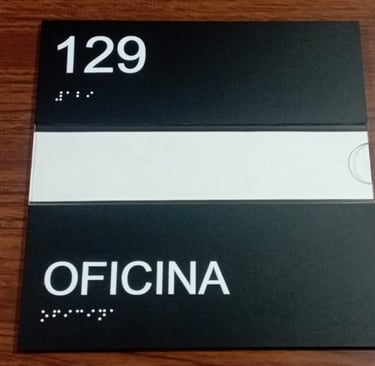 129
⠼⠁⠃⠊
OFICINA
⠕⠋⠊⠉⠊⠝⠁